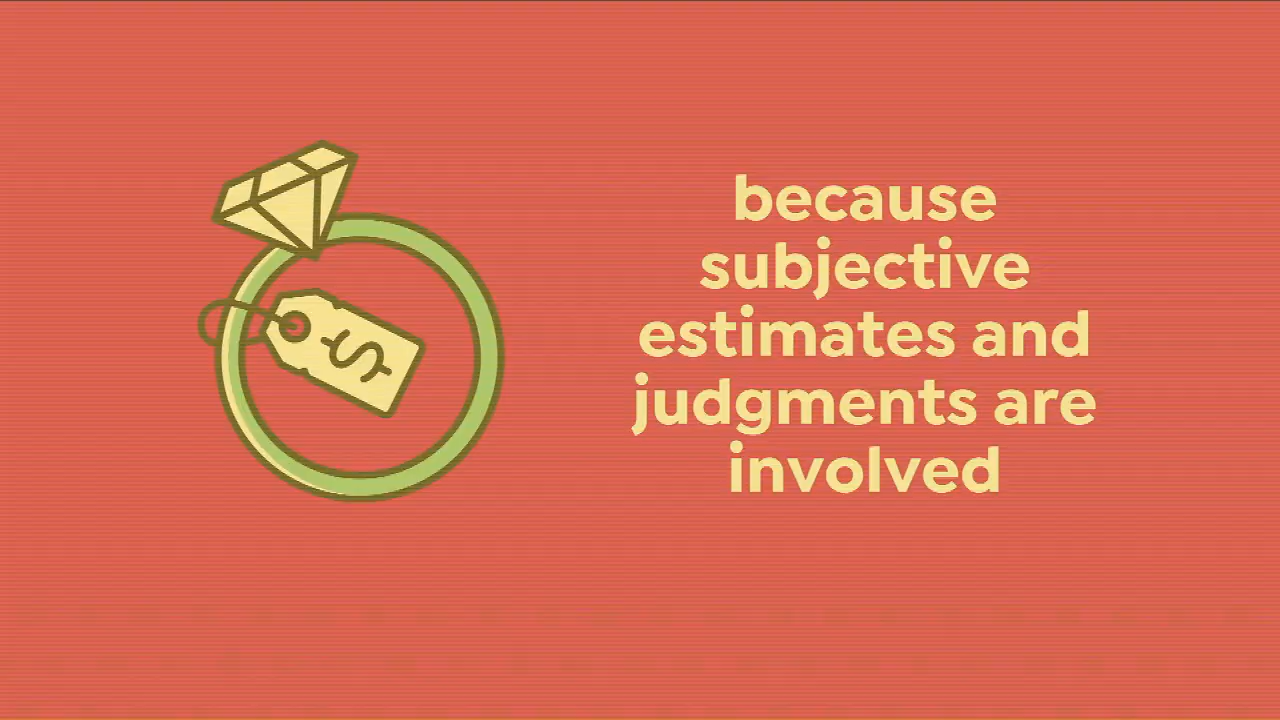 because
subjective
estimates and
judgments are
involved
$